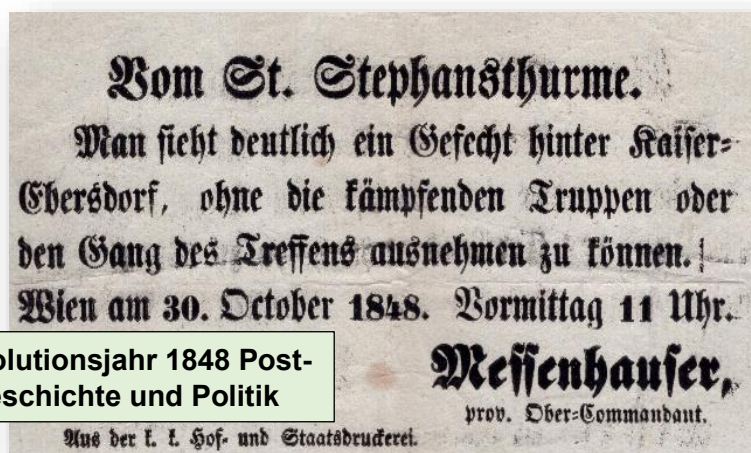 Vom St. Stephansthurme.
Man sieht deutlich ein Gefecht hinter Kaiser-
Ebersdorf, ohne die kämpfenden Truppen oder
den Gang des Treffens ausnehmen zu können.
Wien am 30. October 1848. Vormittag 11 Uhr.
Messenhauser,
prov. Ober-Commandant.
olutionsjahr 1848 Post-
schichte und Politik
Aus der k. k. Hof- und Staatsdruckerei.